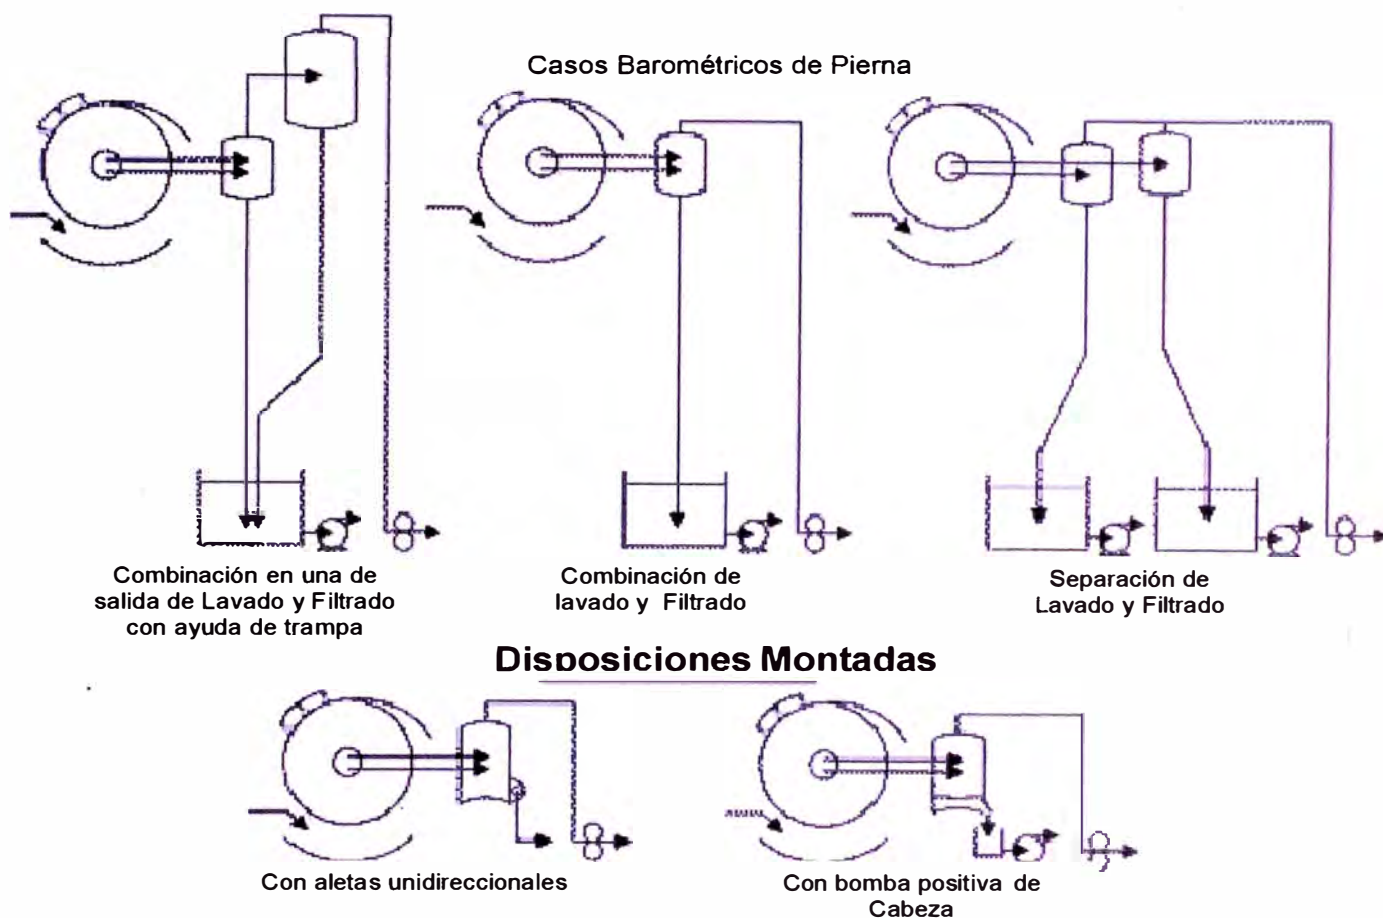 Casos Barométricos de Pierna
Combinación en una de
salida de Lavado y Filtrado
con ayuda de trampa
Combinación de
lavado y Filtrado
Separación de
Lavado y Filtrado
Disposiciones Montadas
Con aletas unidireccionales
Con bomba positiva de
Cabeza